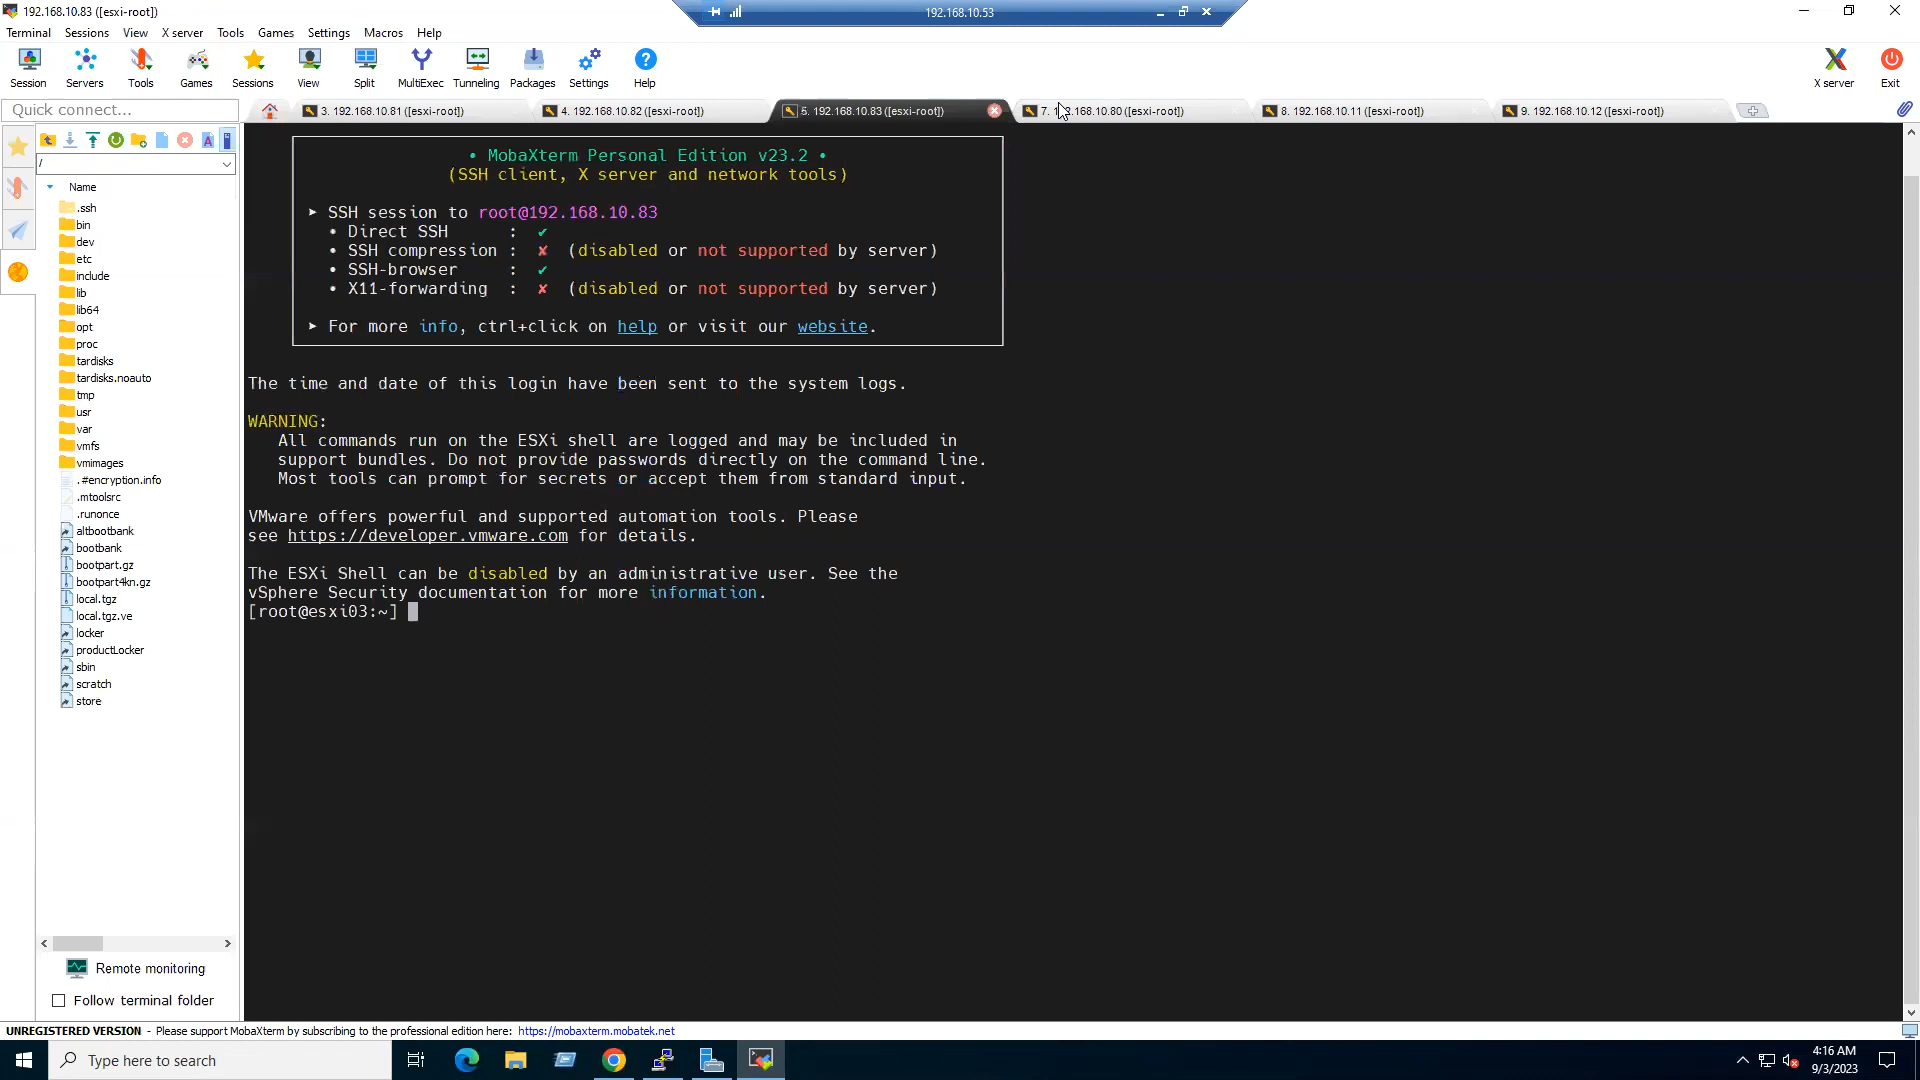 192.168.10.83 ([esxi-root])
192.168.10.53
Terminal Sessions View X server Tools Games Settings Macros Help
Session Servers Tools Games Sessions View Split MultiExec Tunneling Packages Settings Help X server Exit
Quick connect...
3. 192.168.10.81 ([esxi-root])
4. 192.168.10.82 ([esxi-root])
5. 192.168.10.83 ([esxi-root])
7. 192.168.10.80 ([esxi-root])
8. 192.168.10.11 ([esxi-root])
9. 192.168.10.12 ([esxi-root])
/
Name
.ssh
bin
dev
etc
include
lib
lib64
opt
proc
tardisks
tardisks.noauto
tmp
usr
var
vmfs
vmimages
.#encryption.info
.mtoolsrc
.runonce
altbootbank
bootbank
bootpart.gz
bootpart4kn.gz
local.tgz
local.tgz.ve
locker
productLocker
sbin
scratch
store
Remote monitoring
Follow terminal folder
• MobaXterm Personal Edition v23.2 •
(SSH client, X server and network tools)
➤ SSH session to root@192.168.10.83
• Direct SSH : ✔
• SSH compression : ✘ (disabled or not supported by server)
• SSH-browser : ✔
• X11-forwarding : ✘ (disabled or not supported by server)
➤ For more info, ctrl+click on help or visit our website.
The time and date of this login have been sent to the system logs.
WARNING:
All commands run on the ESXi shell are logged and may be included in
support bundles. Do not provide passwords directly on the command line.
Most tools can prompt for secrets or accept them from standard input.
VMware offers powerful and supported automation tools. Please
see https://developer.vmware.com for details.
The ESXi Shell can be disabled by an administrative user. See the
vSphere Security documentation for more information.
[root@esxi03:~]
UNREGISTERED VERSION - Please support MobaXterm by subscribing to the professional edition here: https://mobaxterm.mobatek.net
Type here to search
4:16 AM
9/3/2023